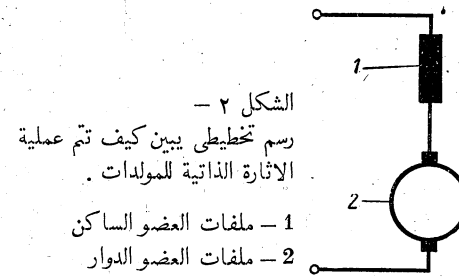 الشكل ٢ –
رسم تخطيطى يبين كيف تتم عملية
الاثارة الذاتية للمولدات .
1 – ملفات العضو الساكن
2 – ملفات العضو الدوار
1
2